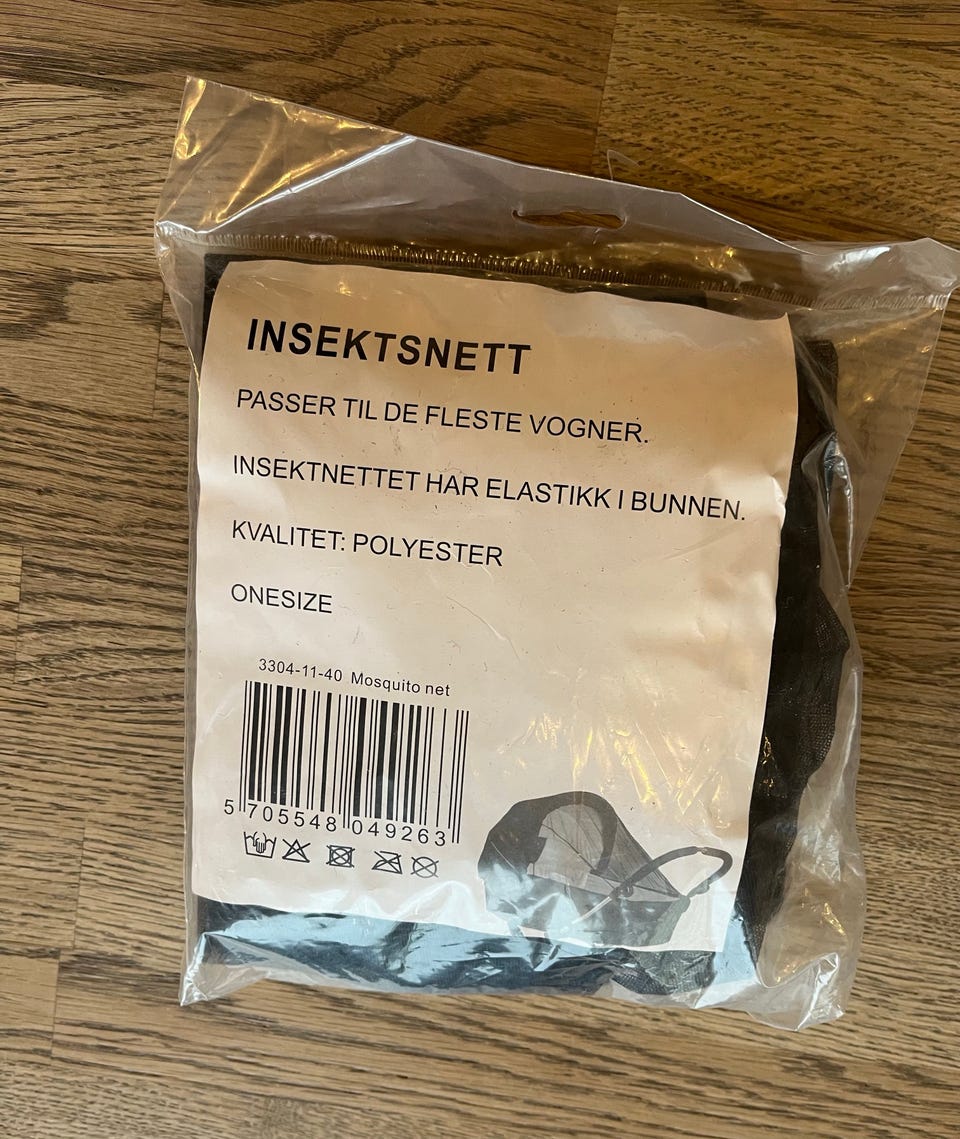 INSEKTSNETT
PASSER TIL DE FLESTE VOGNER.
INSEKTNETTET HAR ELASTIKK I BUNNEN.
KVALITET: POLYESTER
ONESIZE
3304-11-40 Mosquito net
5 705548 049263